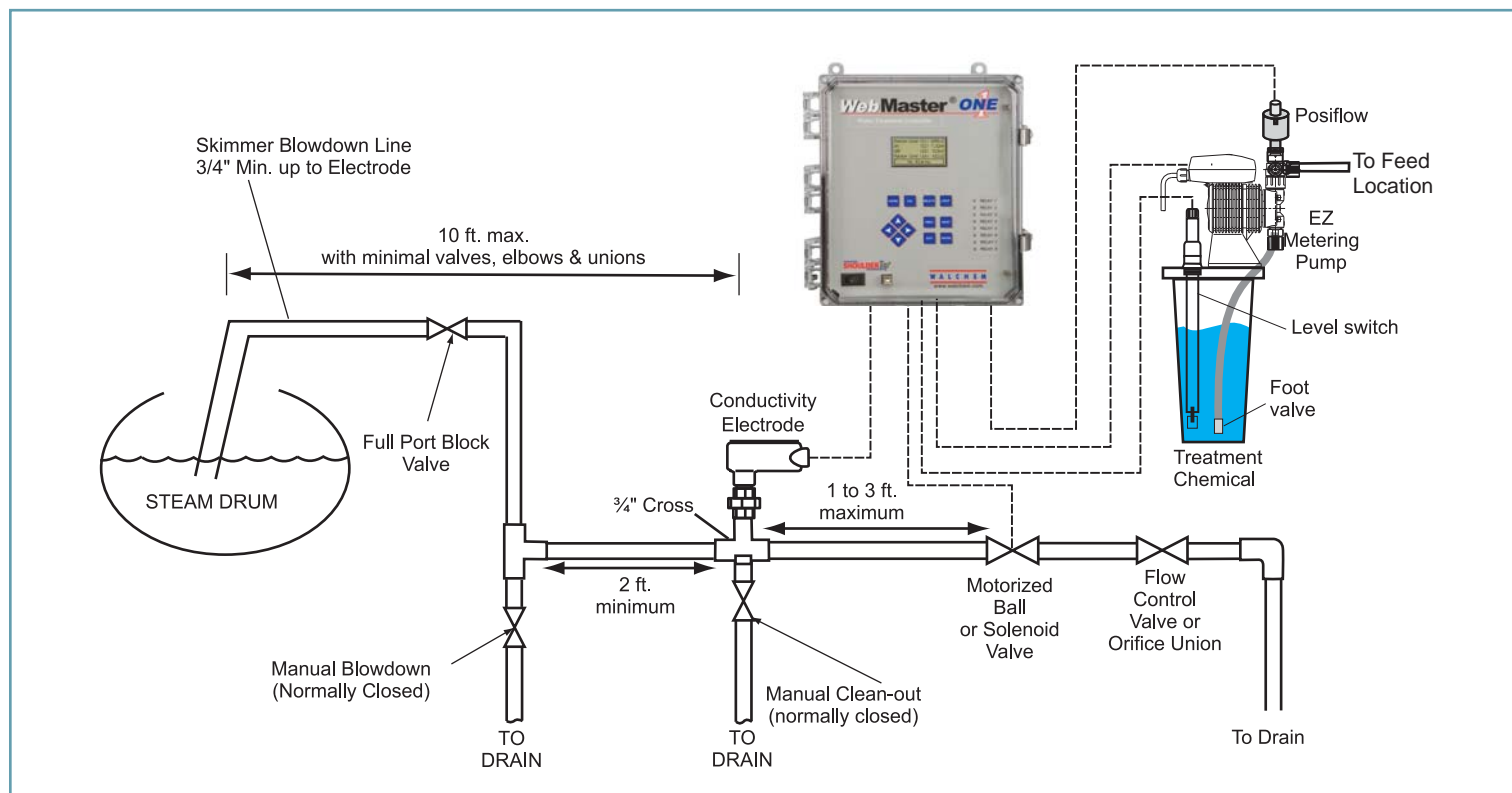 WebMaster® ONE
WALCHEM
Skimmer Blowdown Line
3/4" Min. up to Electrode
10 ft. max.
with minimal valves, elbows & unions
Full Port Block
Valve
STEAM DRUM
Conductivity
Electrode
¾" Cross
1 to 3 ft.
maximum
2 ft.
minimum
Manual Blowdown
(Normally Closed)
TO
DRAIN
Manual Clean-out
(normally closed)
TO
DRAIN
Motorized
Ball
or Solenoid
Valve
Flow
Control
Valve or
Orifice Union
To Drain
Posiflow
To Feed
Location
EZ
Metering
Pump
Level switch
Foot
valve
Treatment
Chemical